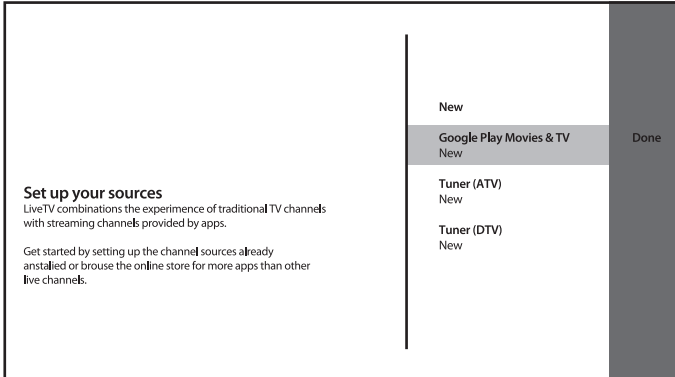 Set up your sources
LiveTV combinations the experimence of traditional TV channels
with streaming channels provided by apps.
Get started by setting up the channel sources already
anstalied or brouse the online store for more apps than other
live channels.
New
Google Play Movies & TV
New
Tuner (ATV)
New
Tuner (DTV)
New
Done